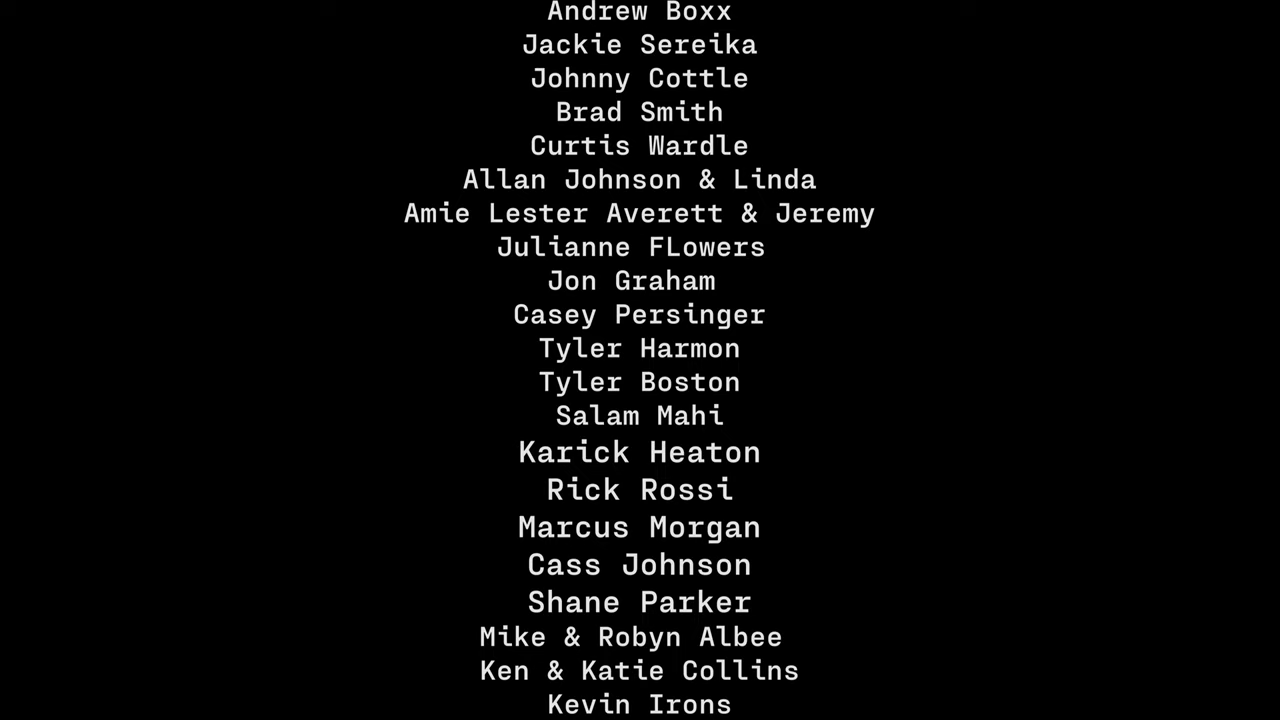 Andrew Boxx
Jackie Sereika
Johnny Cottle
Brad Smith
Curtis Wardle
Allan Johnson & Linda
Amie Lester Averett & Jeremy
Julianne FLowers
Jon Graham
Casey Persinger
Tyler Harmon
Tyler Boston
Salam Mahi
Karick Heaton
Rick Rossi
Marcus Morgan
Cass Johnson
Shane Parker
Mike & Robyn Albee
Ken & Katie Collins
Kevin Irons